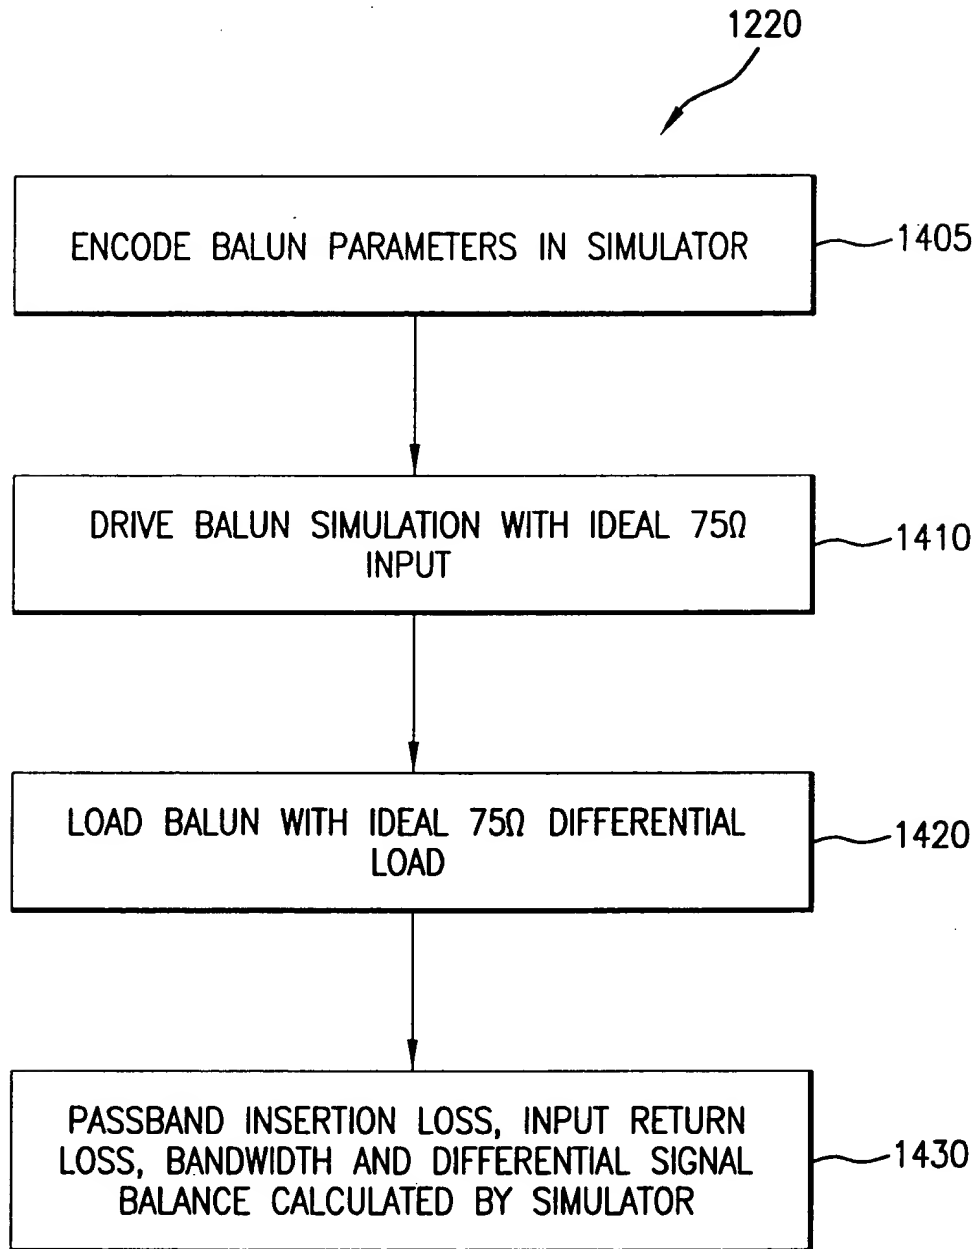 1220
ENCODE BALUN PARAMETERS IN SIMULATOR
1405
DRIVE BALUN SIMULATION WITH IDEAL 75Ω
INPUT
1410
LOAD BALUN WITH IDEAL 75Ω DIFFERENTIAL
LOAD
1420
PASSBAND INSERTION LOSS, INPUT RETURN
LOSS, BANDWIDTH AND DIFFERENTIAL SIGNAL
BALANCE CALCULATED BY SIMULATOR
1430